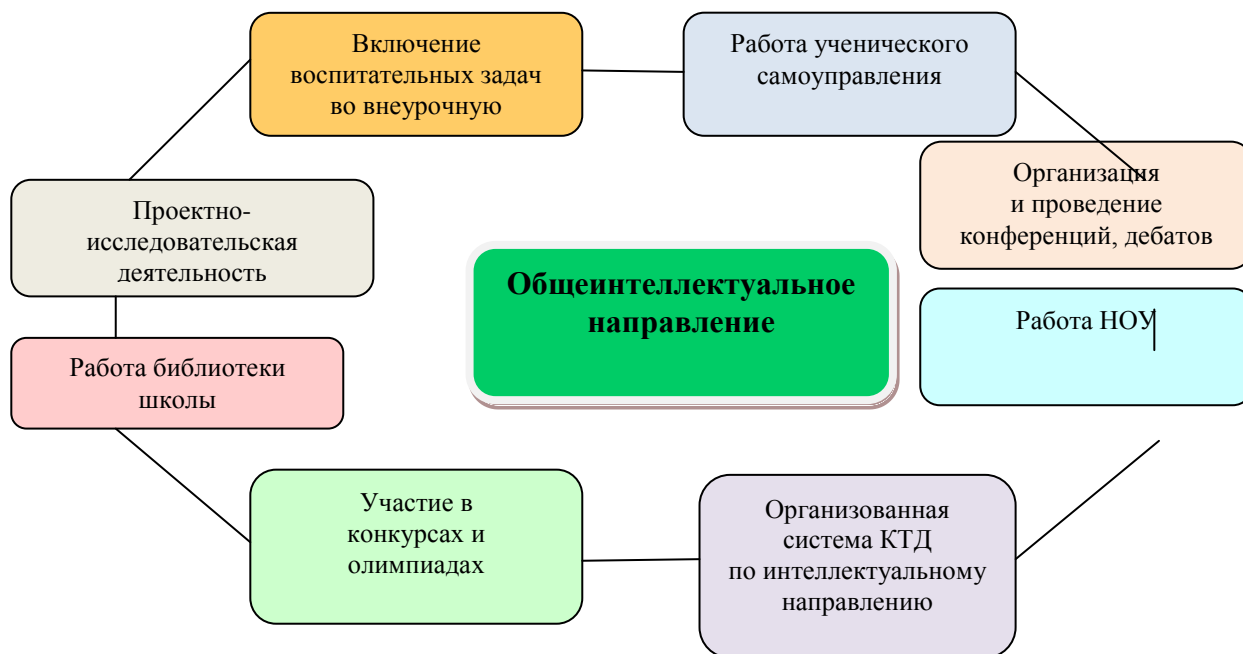 Включение
воспитательных задач
во внеурочную
Работа ученического
самоуправления
Организация
и проведение
конференций, дебатов
Проектно-
исследовательская
деятельность
Общеинтеллектуальное
направление
Работа НОУ
Работа библиотеки
школы
Участие в
конкурсах и
олимпиадах
Организованная
система КТД
по интеллектуальному
направлению